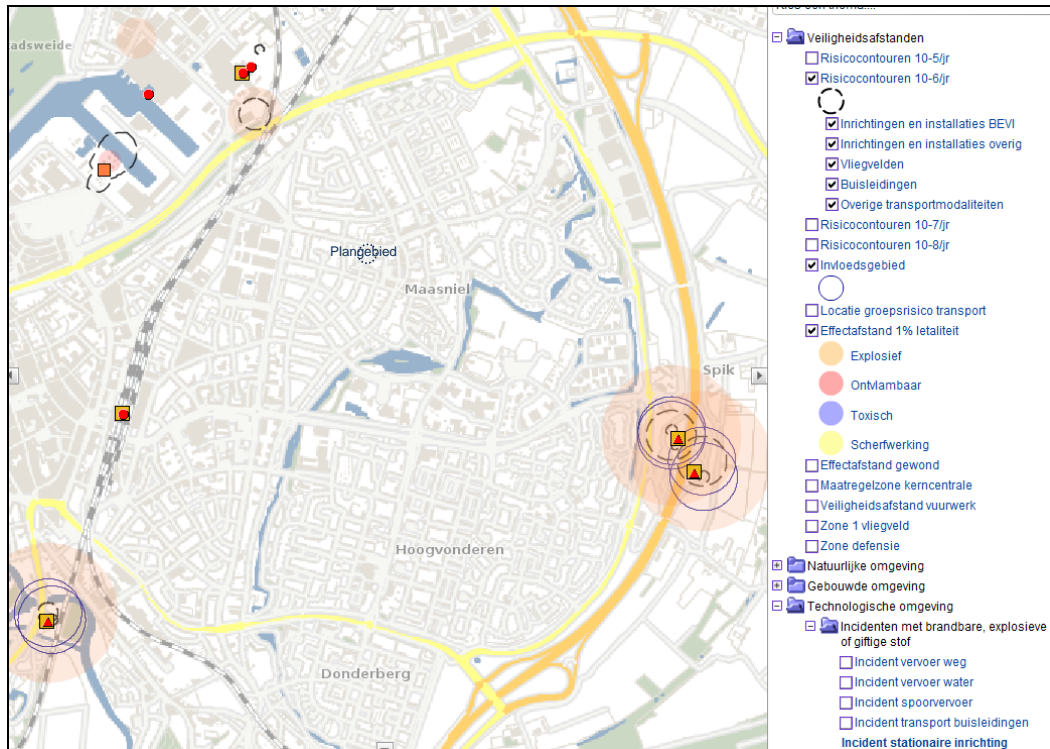 Veiligheidsafstanden
Risicocontouren 10-5/jr
Risicocontouren 10-6/jr
Inrichtingen en installaties BEVI
Inrichtingen en installaties overig
Vliegvelden
Buisleidingen
Overige transportmodaliteiten
Risicocontouren 10-7/jr
Risicocontouren 10-8/jr
Invloedsgebied
Locatie groepsrisico transport
Effectafstand 1% letaliteit
Explosief
Ontvlambaar
Toxisch
Scherfwerking
Effectafstand gewond
Maatregelzone kerncentrale
Veiligheidsafstand vuurwerk
Zone 1 vliegveld
Zone defensie
Natuurlijke omgeving
Gebouwde omgeving
Technologische omgeving
Incidenten met brandbare, explosieve
of giftige stof
Incident vervoer weg
Incident vervoer water
Incident spoorvervoer
Incident transport buisleidingen
Incident stationaire inrichting
adsweide
Plangebied
Maasniel
Spik
Hoogvonderen
Donderberg